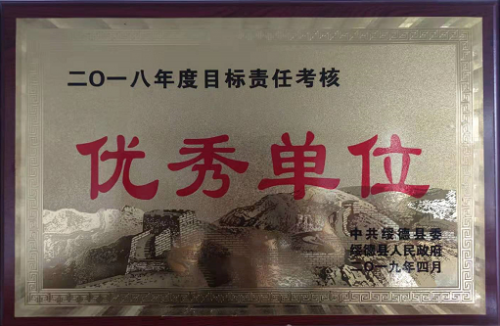 二〇一八年度目标责任考核
优秀单位
中共绥德县委
绥德县人民政府
二〇一九年四月